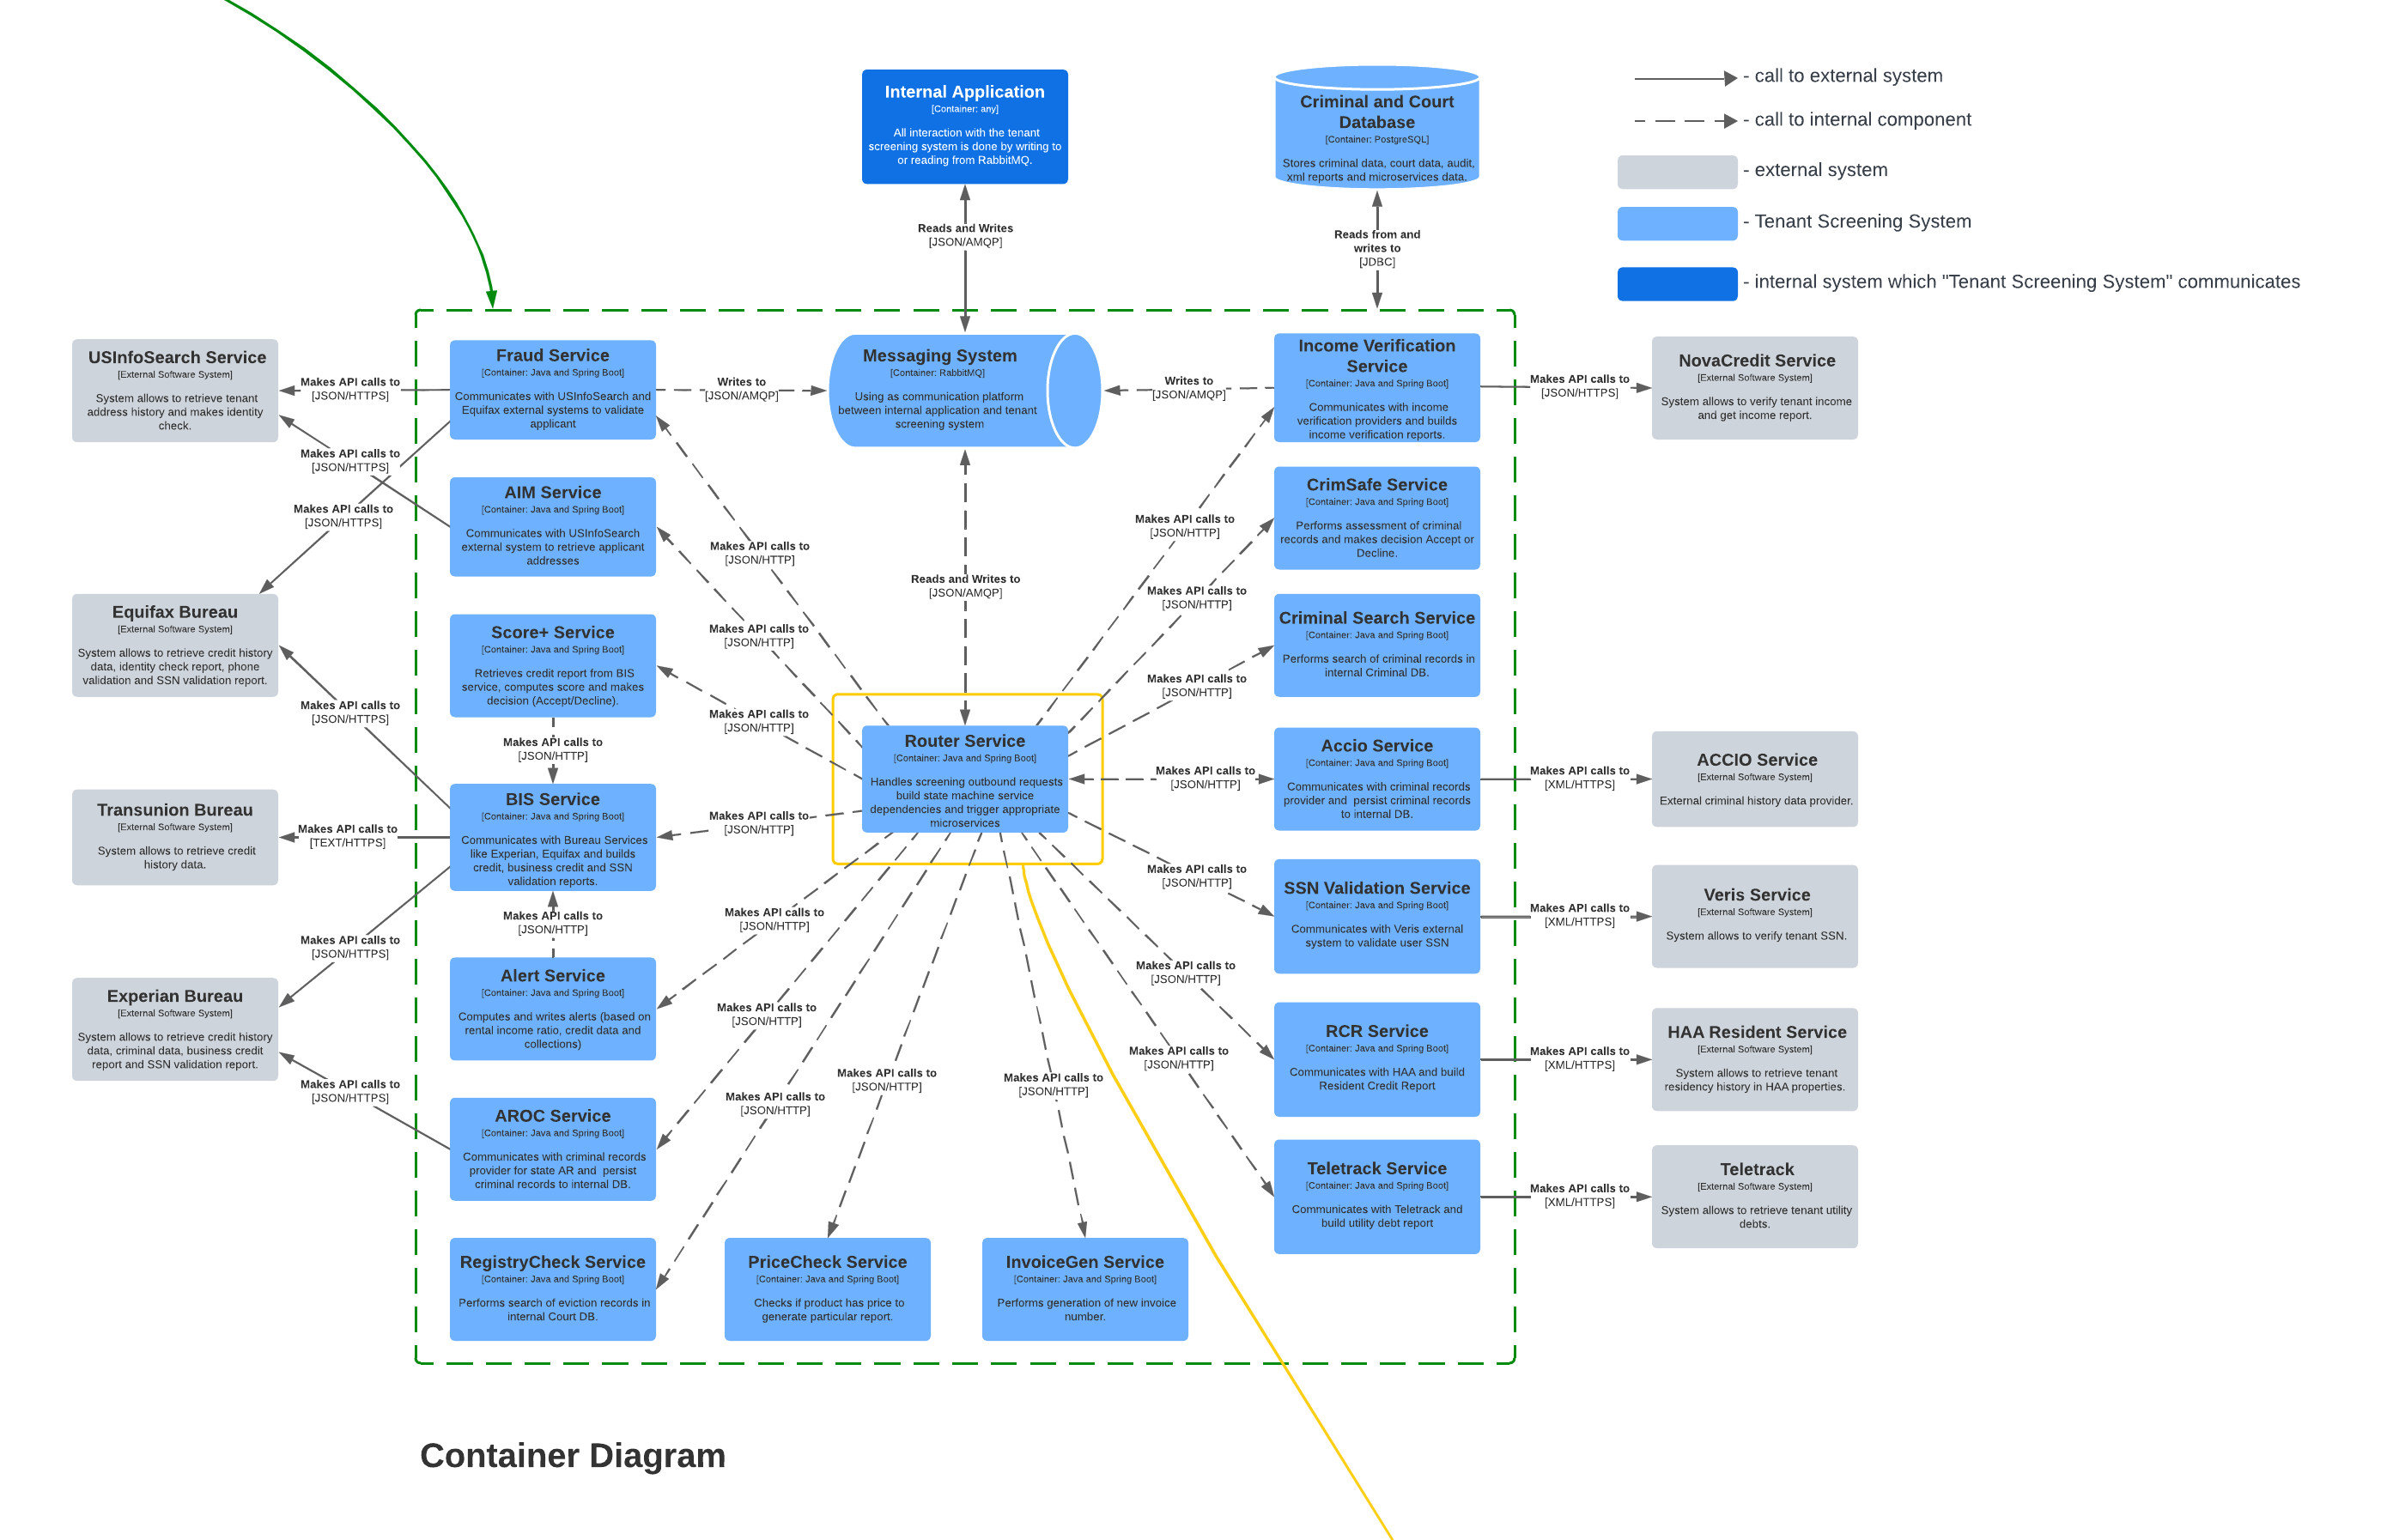 Internal Application
[Container: any]
All interaction with the tenant
screening system is done by writing to
or reading from RabbitMQ.
Criminal and Court
Database
[Container: PostgreSQL]
Stores criminal data, court data, audit,
xml reports and microservices data.
- call to external system
- call to internal component
- external system
- Tenant Screening System
- internal system which "Tenant Screening System" communicates
Reads and Writes
[JSON/AMQP]
Reads from and
writes to
[JDBC]
USInfoSearch Service
[External Software System]
System allows to retrieve tenant
address history and makes identity
check.
Makes API calls to
[JSON/HTTPS]
Fraud Service
[Container: Java and Spring Boot]
Communicates with USInfoSearch and
Equifax external systems to validate
applicant
Writes to
[JSON/AMQP]
Messaging System
[Container: RabbitMQ]
Using as communication platform
between internal application and tenant
screening system
Writes to
[JSON/AMQP]
Income Verification
Service
[Container: Java and Spring Boot]
Communicates with income
verification providers and builds
income verification reports.
Makes API calls to
[JSON/HTTPS]
NovaCredit Service
[External Software System]
System allows to verify tenant income
and get income report.
Makes API calls to
[JSON/HTTPS]
Makes API calls to
[JSON/HTTPS]
AIM Service
[Container: Java and Spring Boot]
Communicates with USInfoSearch
external system to retrieve applicant
addresses
Makes API calls to
[JSON/HTTP]
Makes API calls to
[JSON/HTTP]
CrimSafe Service
[Container: Java and Spring Boot]
Performs assessment of criminal
records and makes decision Accept or
Decline.
Reads and Writes to
[JSON/AMQP]
Makes API calls to
[JSON/HTTP]
Equifax Bureau
[External Software System]
System allows to retrieve credit history
data, identity check report, phone
validation and SSN validation report.
Score+ Service
[Container: Java and Spring Boot]
Retrieves credit report from BIS
service, computes score and makes
decision (Accept/Decline).
Makes API calls to
[JSON/HTTP]
Criminal Search Service
[Container: Java and Spring Boot]
Performs search of criminal records in
internal Criminal DB.
Makes API calls to
[JSON/HTTP]
Makes API calls to
[JSON/HTTPS]
Makes API calls to
[JSON/HTTP]
Makes API calls to
[JSON/HTTP]
Router Service
[Container: Java and Spring Boot]
Handles screening outbound requests
build state machine service
dependencies and trigger appropriate
microservices
Makes API calls to
[JSON/HTTP]
Accio Service
[Container: Java and Spring Boot]
Communicates with criminal records
provider and persist criminal records
to internal DB.
Makes API calls to
[XML/HTTPS]
ACCIO Service
[External Software System]
External criminal history data provider.
Transunion Bureau
[External Software System]
System allows to retrieve credit
history data.
Makes API calls to
[TEXT/HTTPS]
BIS Service
[Container: Java and Spring Boot]
Communicates with Bureau Services
like Experian, Equifax and builds
credit, business credit and SSN
validation reports.
Makes API calls to
[JSON/HTTP]
Makes API calls to
[JSON/HTTP]
SSN Validation Service
[Container: Java and Spring Boot]
Communicates with Veris external
system to validate user SSN
Makes API calls to
[XML/HTTPS]
Veris Service
[External Software System]
System allows to verify tenant SSN.
Makes API calls to
[JSON/HTTP]
Makes API calls to
[JSON/HTTP]
Makes API calls to
[JSON/HTTPS]
Experian Bureau
[External Software System]
System allows to retrieve credit history
data, criminal data, business credit
report and SSN validation report.
Alert Service
[Container: Java and Spring Boot]
Computes and writes alerts (based on
rental income ratio, credit data and
collections)
Makes API calls to
[JSON/HTTP]
Makes API calls to
[JSON/HTTP]
RCR Service
[Container: Java and Spring Boot]
Communicates with HAA and build
Resident Credit Report
Makes API calls to
[XML/HTTPS]
HAA Resident Service
[External Software System]
System allows to retrieve tenant
residency history in HAA properties.
Makes API calls to
[JSON/HTTPS]
AROC Service
[Container: Java and Spring Boot]
Communicates with criminal records
provider for state AR and persist
criminal records to internal DB.
Makes API calls to
[JSON/HTTP]
Makes API calls to
[JSON/HTTP]
Makes API calls to
[JSON/HTTP]
Makes API calls to
[JSON/HTTP]
Teletrack Service
[Container: Java and Spring Boot]
Communicates with Teletrack and
build utility debt report
Makes API calls to
[XML/HTTPS]
Teletrack
[External Software System]
System allows to retrieve tenant utility
debts.
RegistryCheck Service
[Container: Java and Spring Boot]
Performs search of eviction records in
internal Court DB.
PriceCheck Service
[Container: Java and Spring Boot]
Checks if product has price to
generate particular report.
InvoiceGen Service
[Container: Java and Spring Boot]
Performs generation of new invoice
number.
Container Diagram